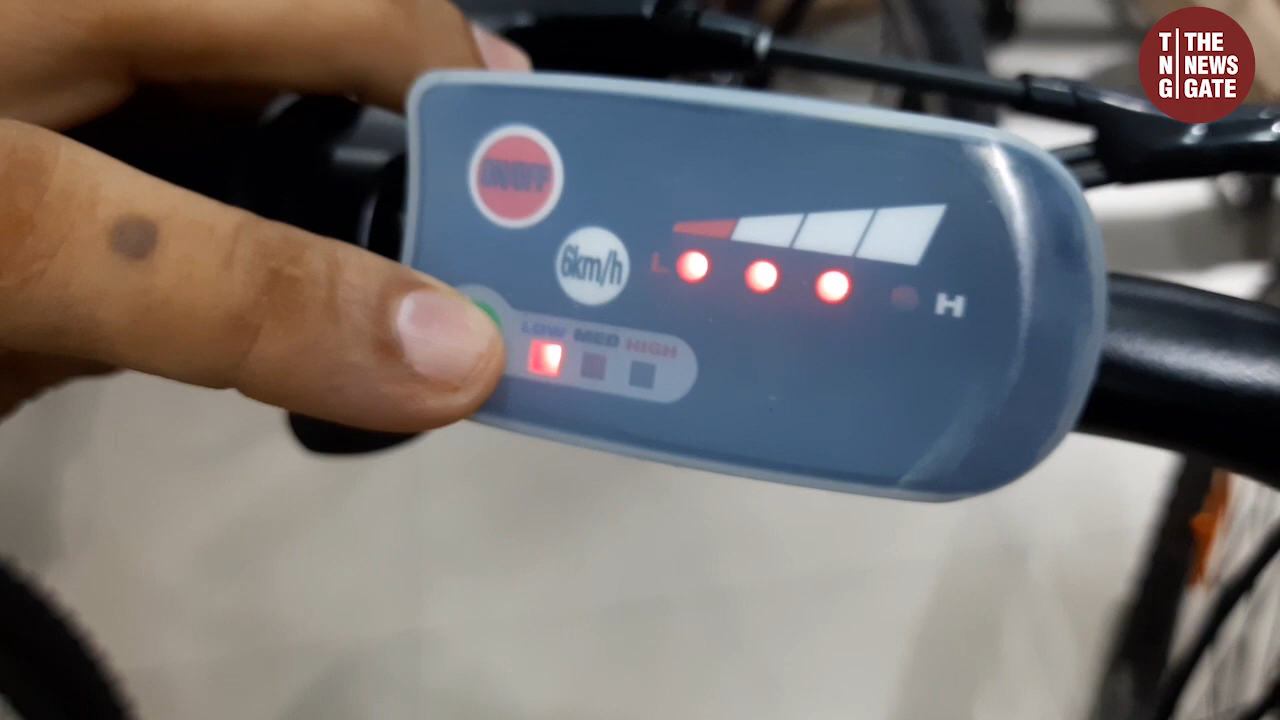 T THE
N NEWS
G GATE
ON/OFF
6km/h
L H
LOW MED HIGH